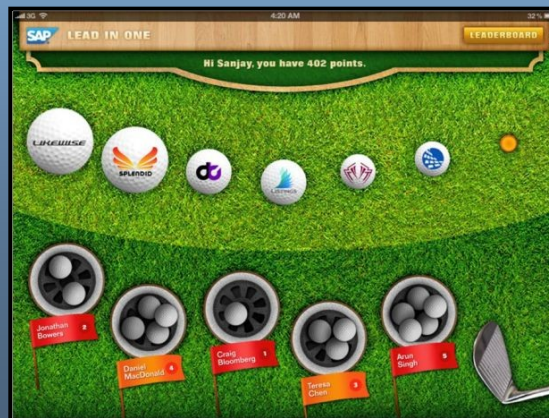 3G
4:20 AM
32%
SAP
LEAD IN ONE
LEADERBOARD
Hi Sanjay, you have 402 points.
LIKEWISE
SPLENDID
Jonathan
Bowers
2
Daniel
MacDonald
4
Craig
Bloomberg
1
Teresa
Chen
3
Arun
Singh
5